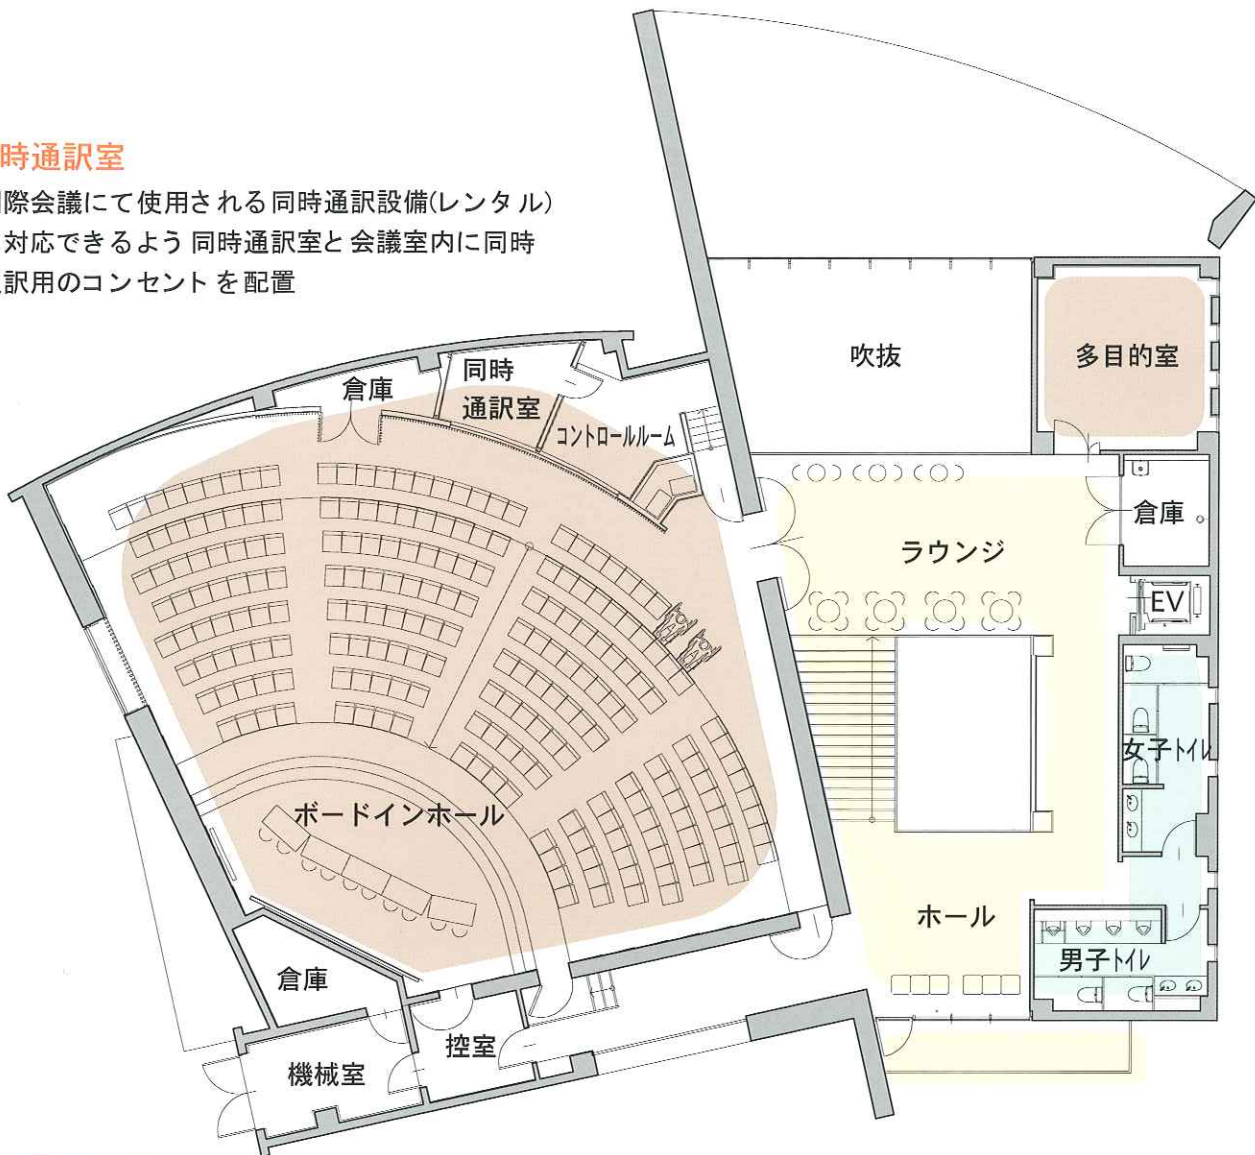 時通訳室
際会議にて使用される同時通訳設備(レンタル)
対応できるよう同時通訳室と会議室内に同時
訳用のコンセントを配置
吹抜
多目的室
倉庫
同時
通訳室
コントロールルーム
倉庫
ラウンジ
EV
女子トイレ
ボードインホール
ホール
男子トイレ
倉庫
控室
機械室